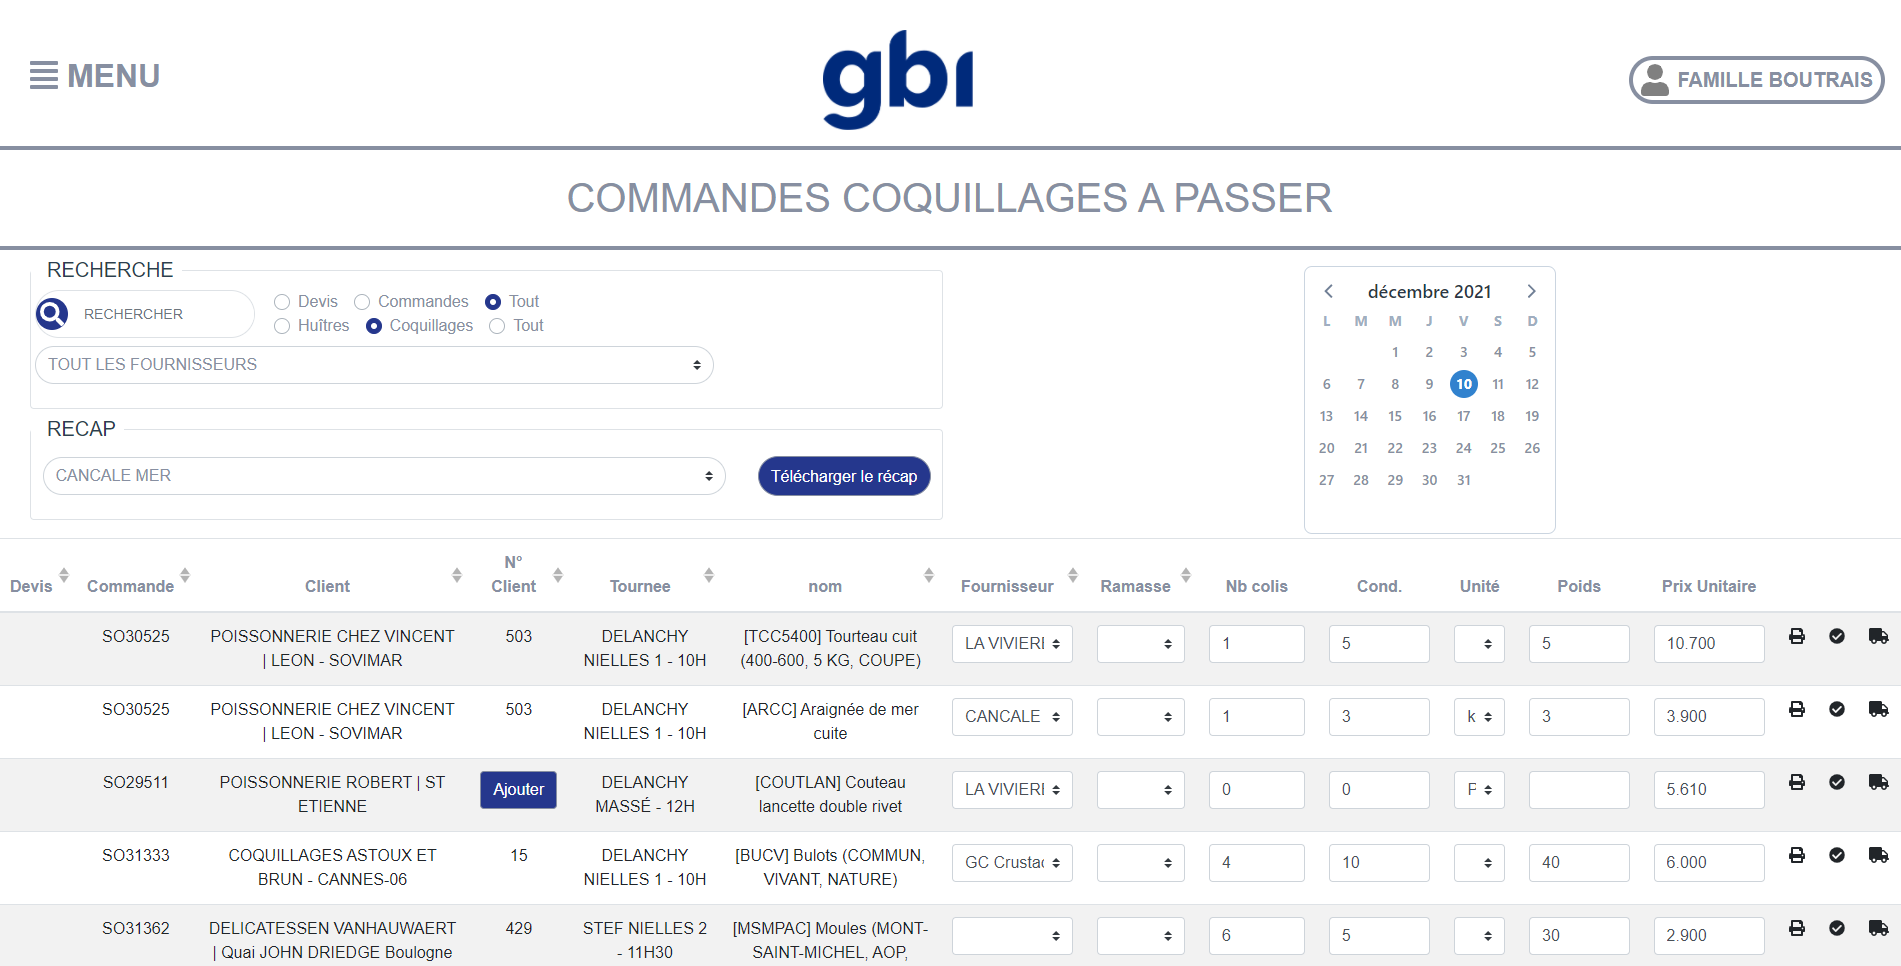 MENU
gbi
FAMILLE BOUTRAIS
COMMANDES COQUILLAGES A PASSER
RECHERCHE
RECHERCHER
Devis Commandes Tout
Huîtres Coquillages Tout
TOUT LES FOURNISSEURS
RECAP
CANCALE MER
Télécharger le récap
décembre 2021
L M M J V S D
1 2 3 4 5
6 7 8 9 10 11 12
13 14 15 16 17 18 19
20 21 22 23 24 25 26
27 28 29 30 31
Devis Commande Client N° Client Tournee nom Fournisseur Ramasse Nb colis Cond. Unité Poids Prix Unitaire
SO30525 POISSONNERIE CHEZ VINCENT 503 DELANCHY [TCC5400] Tourteau cuit LA VIVIERI 1 5 5 10.700
| LEON - SOVIMAR NIELLES 1 - 10H (400-600, 5 KG, COUPE)
SO30525 POISSONNERIE CHEZ VINCENT 503 DELANCHY [ARCC] Araignée de mer CANCALE 1 3 k 3 3.900
| LEON - SOVIMAR NIELLES 1 - 10H cuite
SO29511 POISSONNERIE ROBERT | ST Ajouter DELANCHY [COUTLAN] Couteau LA VIVIERI 0 0 P 5.610
ETIENNE MASSÉ - 12H lancette double rivet
SO31333 COQUILLAGES ASTOUX ET 15 DELANCHY [BUCV] Bulots (COMMUN, GC Crustac 4 10 40 6.000
BRUN - CANNES-06 NIELLES 1 - 10H VIVANT, NATURE)
SO31362 DELICATESSEN VANHAUWAERT 429 STEF NIELLES 2 [MSMPAC] Moules (MONT- 6 5 30 2.900
| Quai JOHN DRIEDGE Boulogne - 11H30 SAINT-MICHEL, AOP,